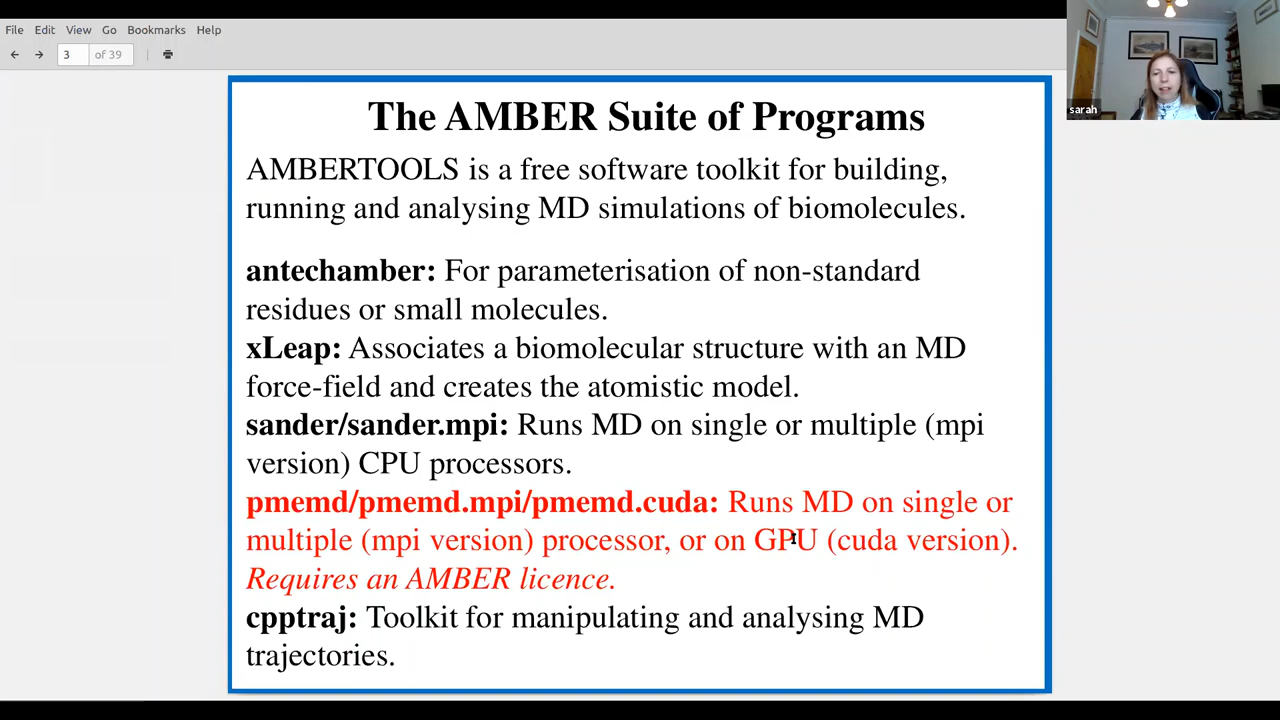 File Edit View Go Bookmarks Help
3 of 39
sarah
The AMBER Suite of Programs
AMBERTOOLS is a free software toolkit for building,
running and analysing MD simulations of biomolecules.
antechamber: For parameterisation of non-standard
residues or small molecules.
xLeap: Associates a biomolecular structure with an MD
force-field and creates the atomistic model.
sander/sander.mpi: Runs MD on single or multiple (mpi
version) CPU processors.
pmemd/pmemd.mpi/pmemd.cuda: Runs MD on single or
multiple (mpi version) processor, or on GPU (cuda version).
Requires an AMBER licence.
cpptraj: Toolkit for manipulating and analysing MD
trajectories.